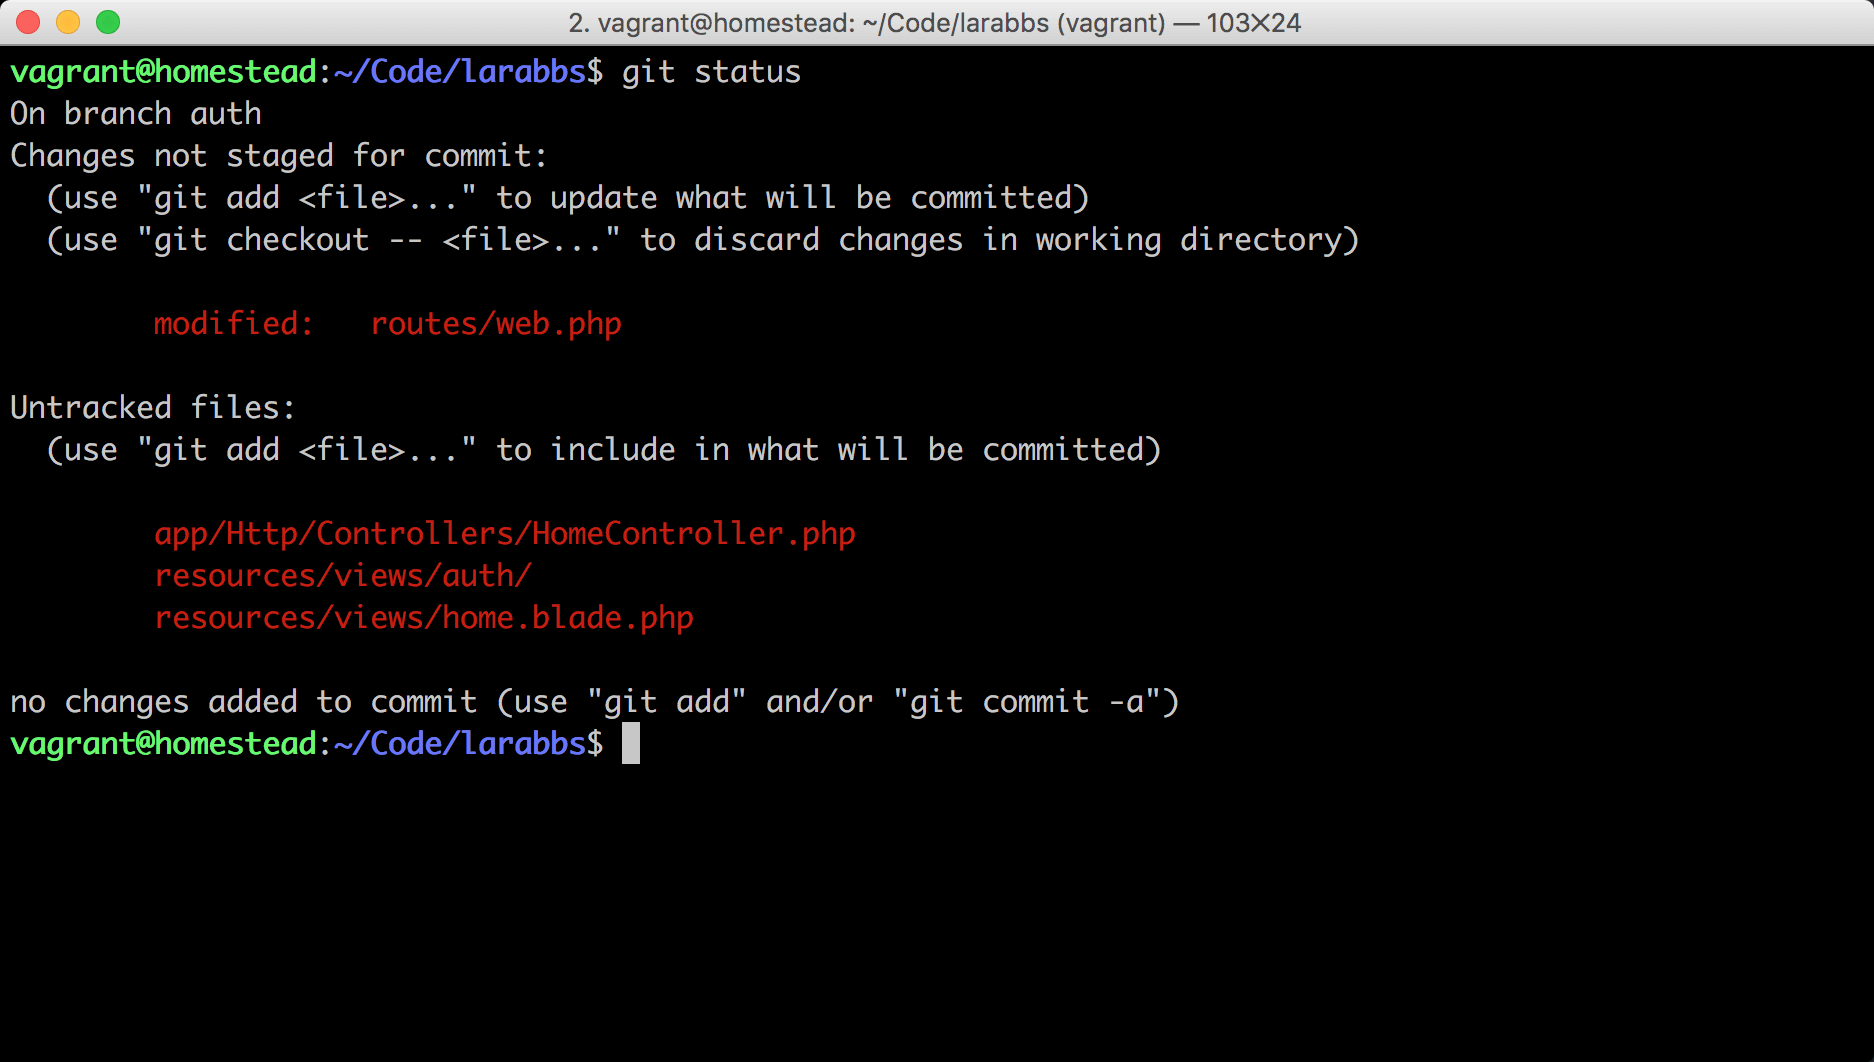 2. vagrant@homestead: ~/Code/larabbs (vagrant) — 103✕24
vagrant@homestead:~/Code/larabbs$ git status
On branch auth
Changes not staged for commit:
  (use "git add <file>..." to update what will be committed)
  (use "git checkout -- <file>..." to discard changes in working directory)
        modified:   routes/web.php
Untracked files:
  (use "git add <file>..." to include in what will be committed)
        app/Http/Controllers/HomeController.php
        resources/views/auth/
        resources/views/home.blade.php
no changes added to commit (use "git add" and/or "git commit -a")
vagrant@homestead:~/Code/larabbs$